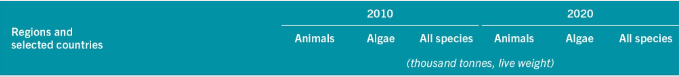 2010 2020
Regions and
selected countries
Animals Algae All species Animals Algae All species
(thousand tonnes, live weight)